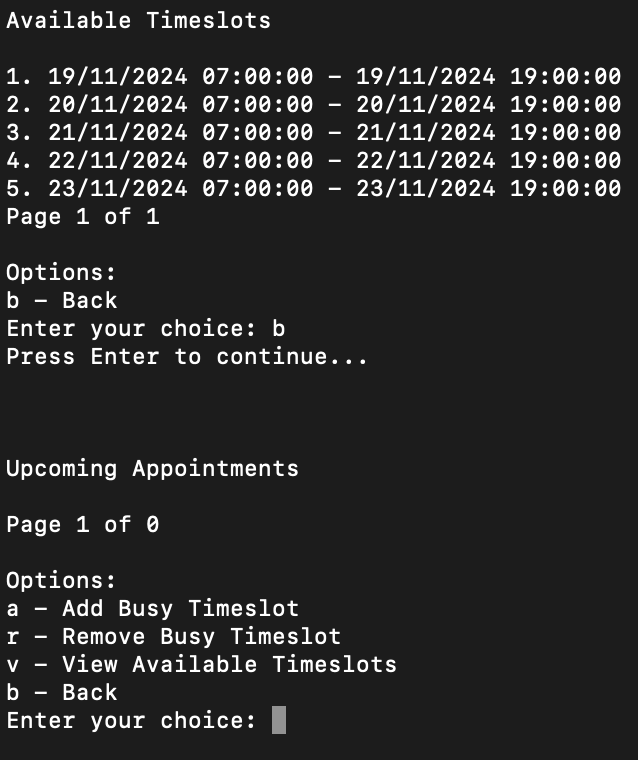 Available Timeslots
1. 19/11/2024 07:00:00 – 19/11/2024 19:00:00
2. 20/11/2024 07:00:00 – 20/11/2024 19:00:00
3. 21/11/2024 07:00:00 – 21/11/2024 19:00:00
4. 22/11/2024 07:00:00 – 22/11/2024 19:00:00
5. 23/11/2024 07:00:00 – 23/11/2024 19:00:00
Page 1 of 1
Options:
b – Back
Enter your choice: b
Press Enter to continue...
Upcoming Appointments
Page 1 of 0
Options:
a – Add Busy Timeslot
r – Remove Busy Timeslot
v – View Available Timeslots
b – Back
Enter your choice: